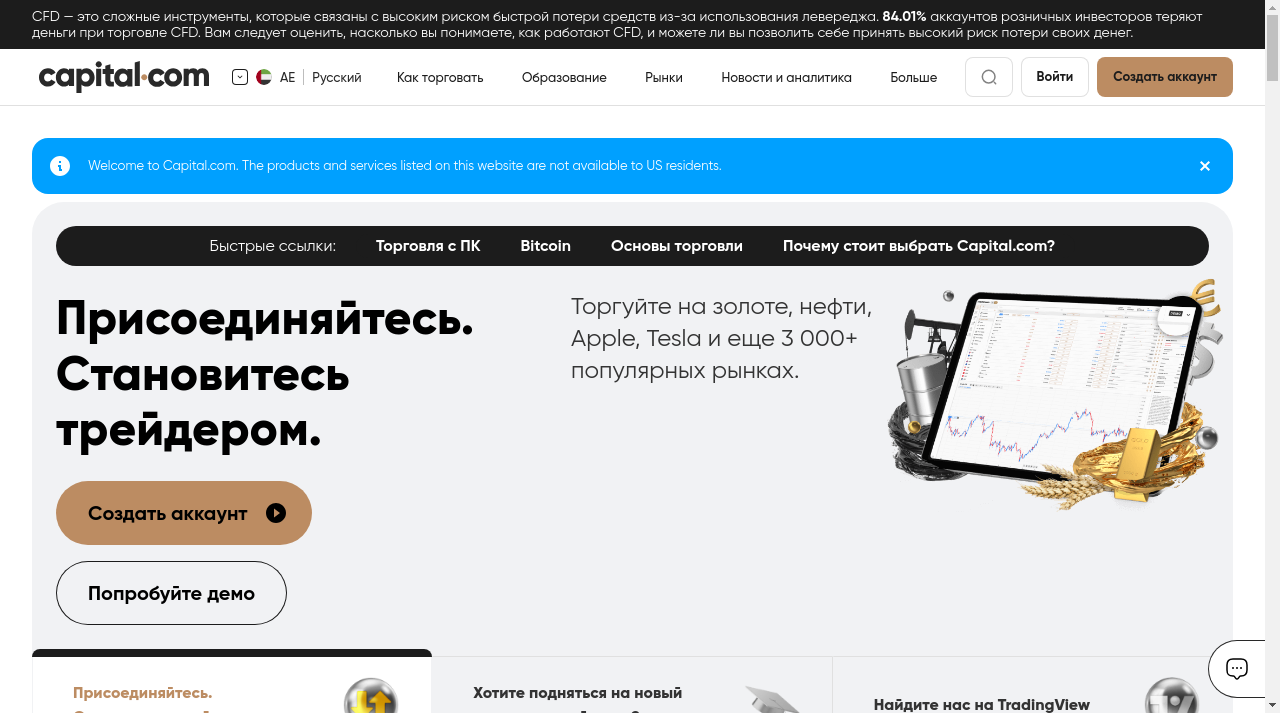 CFD — это сложные инструменты, которые связаны с высоким риском быстрой потери средств из-за использования левереджа. 84.01% аккаунтов розничных инвесторов теряют
деньги при торговле CFD. Вам следует оценить, насколько вы понимаете, как работают CFD, и можете ли вы позволить себе принять высокий риск потери своих денег.
capital.com AE Русский Как торговать Образование Рынки Новости и аналитика Больше Войти Создать аккаунт
Welcome to Capital.com. The products and services listed on this website are not available to US residents.
Быстрые ссылки: Торговля с ПК Bitcoin Основы торговли Почему стоит выбрать Capital.com?
Присоединяйтесь.
Становитесь
трейдером.
Торгуйте на золоте, нефти,
Apple, Tesla и еще 3 000+
популярных рынках.
Создать аккаунт
Попробуйте демо
Присоединяйтесь.
Хотите подняться на новый
Найдите нас на TradingView